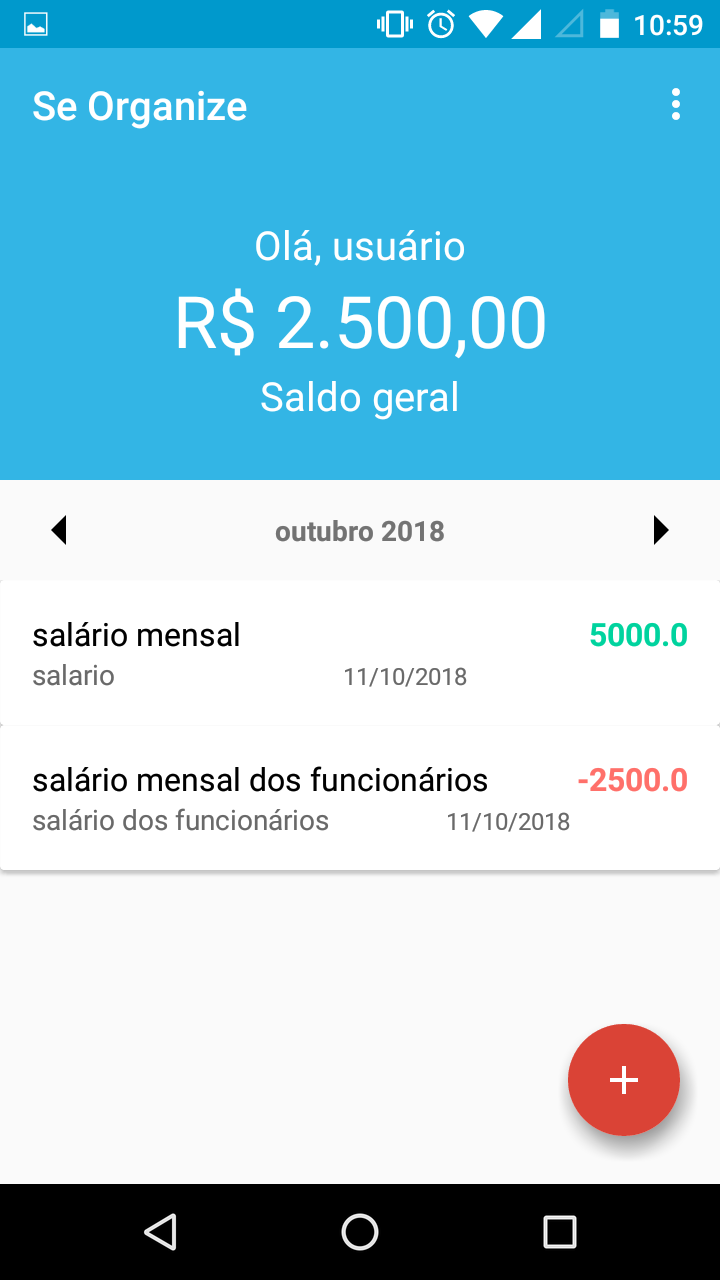 10:59
Se Organize
Olá, usuário
R$ 2.500,00
Saldo geral
outubro 2018
salário mensal 5000.0
salario 11/10/2018
salário mensal dos funcionários -2500.0
salário dos funcionários 11/10/2018